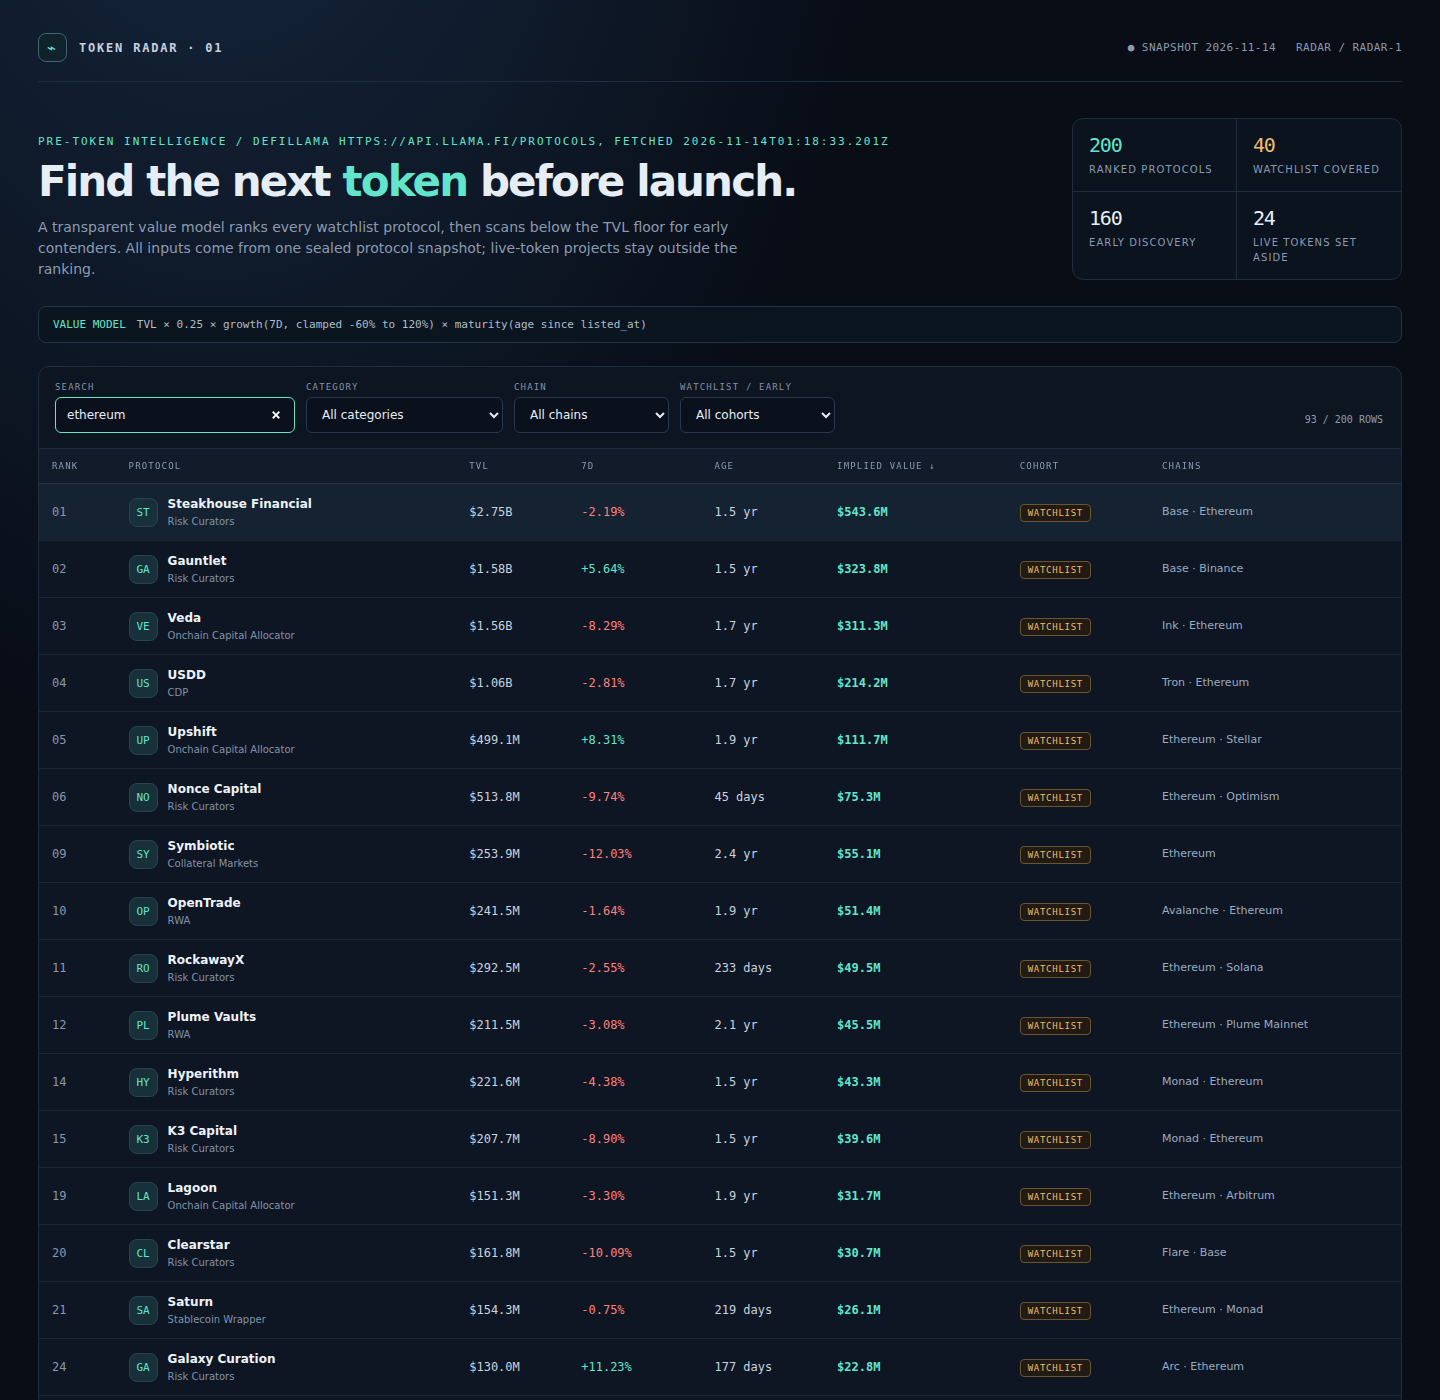 ⌁ TOKEN RADAR · 01
● SNAPSHOT 2026-11-14 RADAR / RADAR-1
PRE-TOKEN INTELLIGENCE / DEFILLAMA HTTPS://API.LLAMA.FI/PROTOCOLS, FETCHED 2026-11-14T01:18:33.201Z
Find the next token before launch.
A transparent value model ranks every watchlist protocol, then scans below the TVL floor for early
contenders. All inputs come from one sealed protocol snapshot; live-token projects stay outside the
ranking.
200
RANKED PROTOCOLS
40
WATCHLIST COVERED
160
EARLY DISCOVERY
24
LIVE TOKENS SET
ASIDE
VALUE MODEL TVL × 0.25 × growth(7D, clamped -60% to 120%) × maturity(age since listed_at)
SEARCH CATEGORY CHAIN WATCHLIST / EARLY
ethereum All categories All chains All cohorts
93 / 200 ROWS
RANK PROTOCOL TVL 7D AGE IMPLIED VALUE ↓ COHORT CHAINS
01 ST Steakhouse Financial $2.75B -2.19% 1.5 yr $543.6M WATCHLIST Base · Ethereum
Risk Curators
02 GA Gauntlet $1.58B +5.64% 1.5 yr $323.8M WATCHLIST Base · Binance
Risk Curators
03 VE Veda $1.56B -8.29% 1.7 yr $311.3M WATCHLIST Ink · Ethereum
Onchain Capital Allocator
04 US USDD $1.06B -2.81% 1.7 yr $214.2M WATCHLIST Tron · Ethereum
CDP
05 UP Upshift $499.1M +8.31% 1.9 yr $111.7M WATCHLIST Ethereum · Stellar
Onchain Capital Allocator
06 NO Nonce Capital $513.8M -9.74% 45 days $75.3M WATCHLIST Ethereum · Optimism
Risk Curators
09 SY Symbiotic $253.9M -12.03% 2.4 yr $55.1M WATCHLIST Ethereum
Collateral Markets
10 OP OpenTrade $241.5M -1.64% 1.9 yr $51.4M WATCHLIST Avalanche · Ethereum
RWA
11 RO RockawayX $292.5M -2.55% 233 days $49.5M WATCHLIST Ethereum · Solana
Risk Curators
12 PL Plume Vaults $211.5M -3.08% 2.1 yr $45.5M WATCHLIST Ethereum · Plume Mainnet
RWA
14 HY Hyperithm $221.6M -4.38% 1.5 yr $43.3M WATCHLIST Monad · Ethereum
Risk Curators
15 K3 K3 Capital $207.7M -8.90% 1.5 yr $39.6M WATCHLIST Monad · Ethereum
Risk Curators
19 LA Lagoon $151.3M -3.30% 1.9 yr $31.7M WATCHLIST Ethereum · Arbitrum
Onchain Capital Allocator
20 CL Clearstar $161.8M -10.09% 1.5 yr $30.7M WATCHLIST Flare · Base
Risk Curators
21 SA Saturn $154.3M -0.75% 219 days $26.1M WATCHLIST Ethereum · Monad
Stablecoin Wrapper
24 GA Galaxy Curation $130.0M +11.23% 177 days $22.8M WATCHLIST Arc · Ethereum
Risk Curators